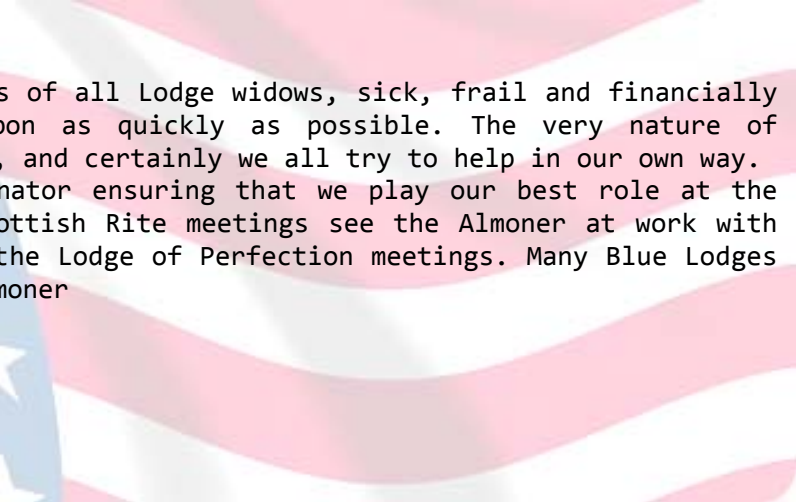 s of all Lodge widows, sick, frail and financially
pon as quickly as possible. The very nature of
, and certainly we all try to help in our own way.
nator ensuring that we play our best role at the
ottish Rite meetings see the Almoner at work with
the Lodge of Perfection meetings. Many Blue Lodges
moner